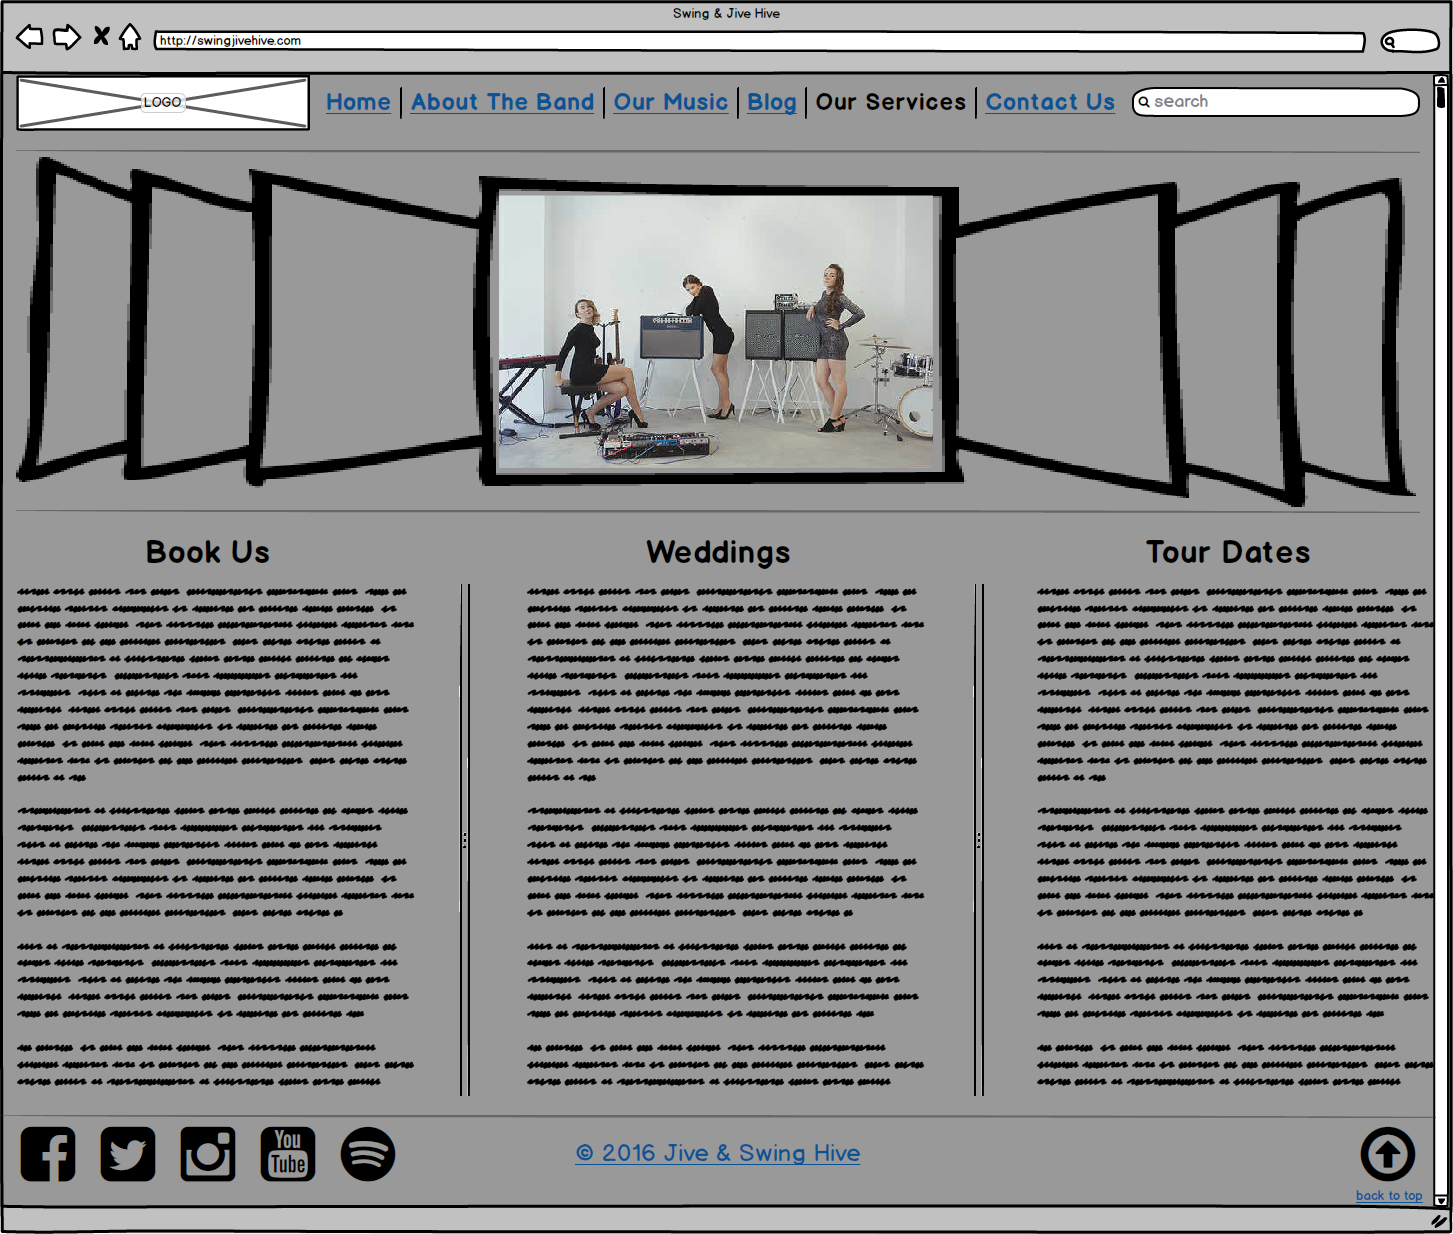 Swing & Jive Hive
http://swingjivehive.com
LOGO Home About The Band Our Music Blog Our Services Contact Us search
Book Us Weddings Tour Dates
You
Tube
© 2016 Jive & Swing Hive
back to top